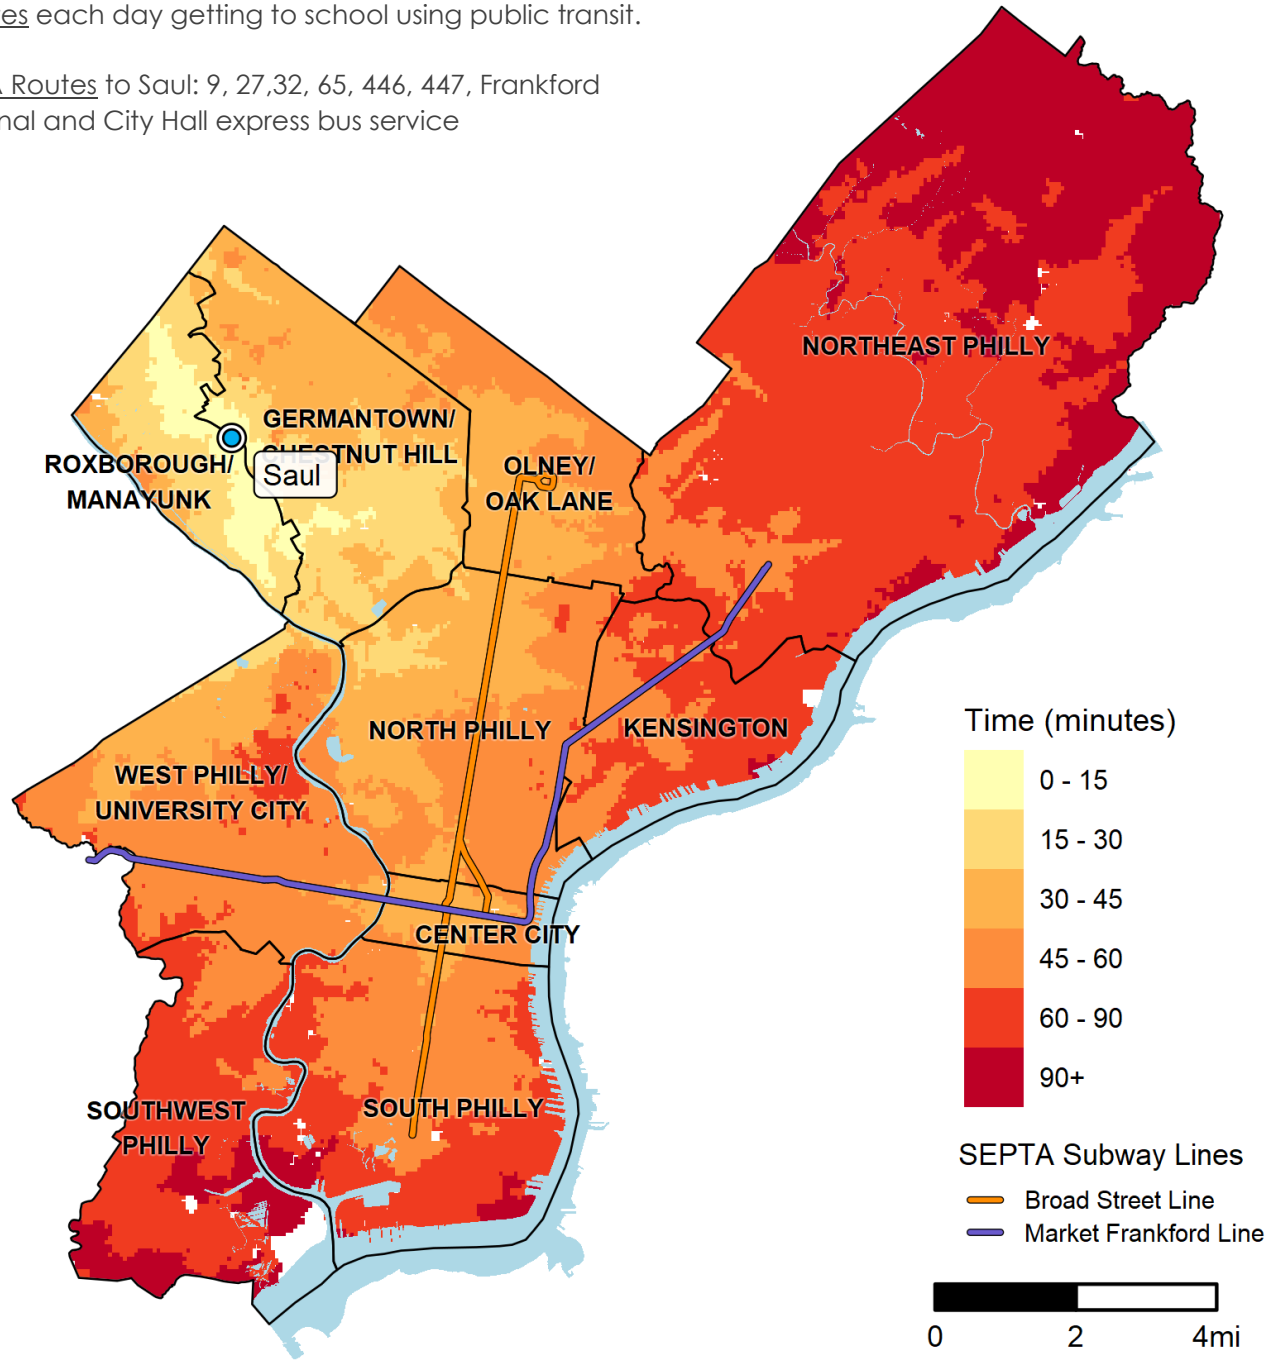 each day getting to school using public transit.
Routes to Saul: 9, 27,32, 65, 446, 447, Frankford
and City Hall express bus service
NORTHEAST PHILLY
GERMANTOWN/
CHESTNUT HILL
ROXBOROUGH/
MANAYUNK
Saul
OLNEY/
OAK LANE
NORTH PHILLY
KENSINGTON
WEST PHILLY/
UNIVERSITY CITY
CENTER CITY
SOUTHWEST
PHILLY
SOUTH PHILLY
Time (minutes)
0 - 15
15 - 30
30 - 45
45 - 60
60 - 90
90+
SEPTA Subway Lines
Broad Street Line
Market Frankford Line
0 2 4mi